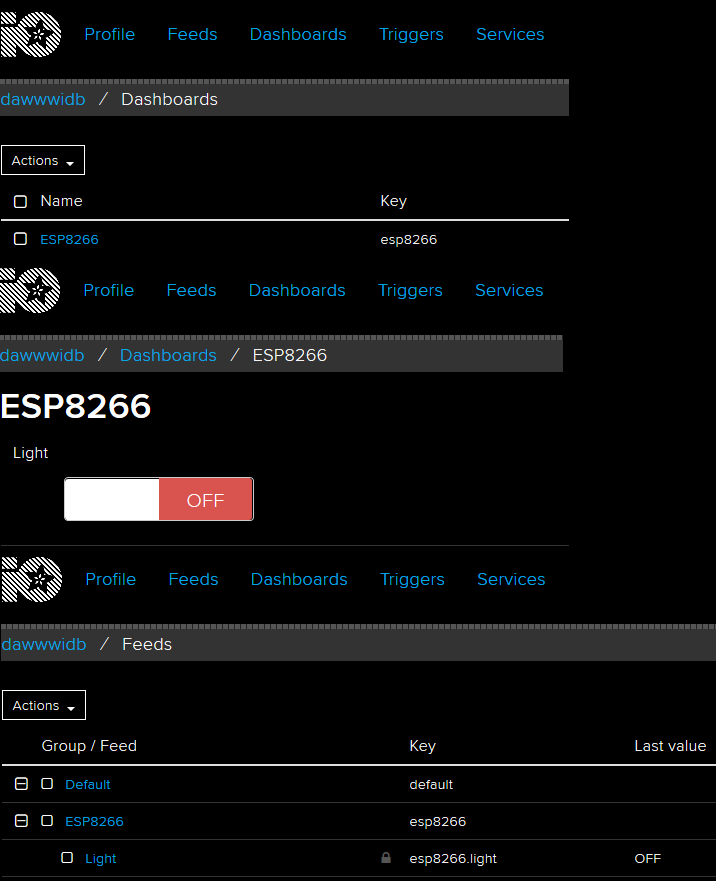 iO Profile Feeds Dashboards Triggers Services
dawwwidb / Dashboards
Actions
Name Key
ESP8266 esp8266
iO Profile Feeds Dashboards Triggers Services
dawwwidb / Dashboards / ESP8266
ESP8266
Light
OFF
iO Profile Feeds Dashboards Triggers Services
dawwwidb / Feeds
Actions
Group / Feed Key Last value
Default default
ESP8266 esp8266
Light esp8266.light OFF